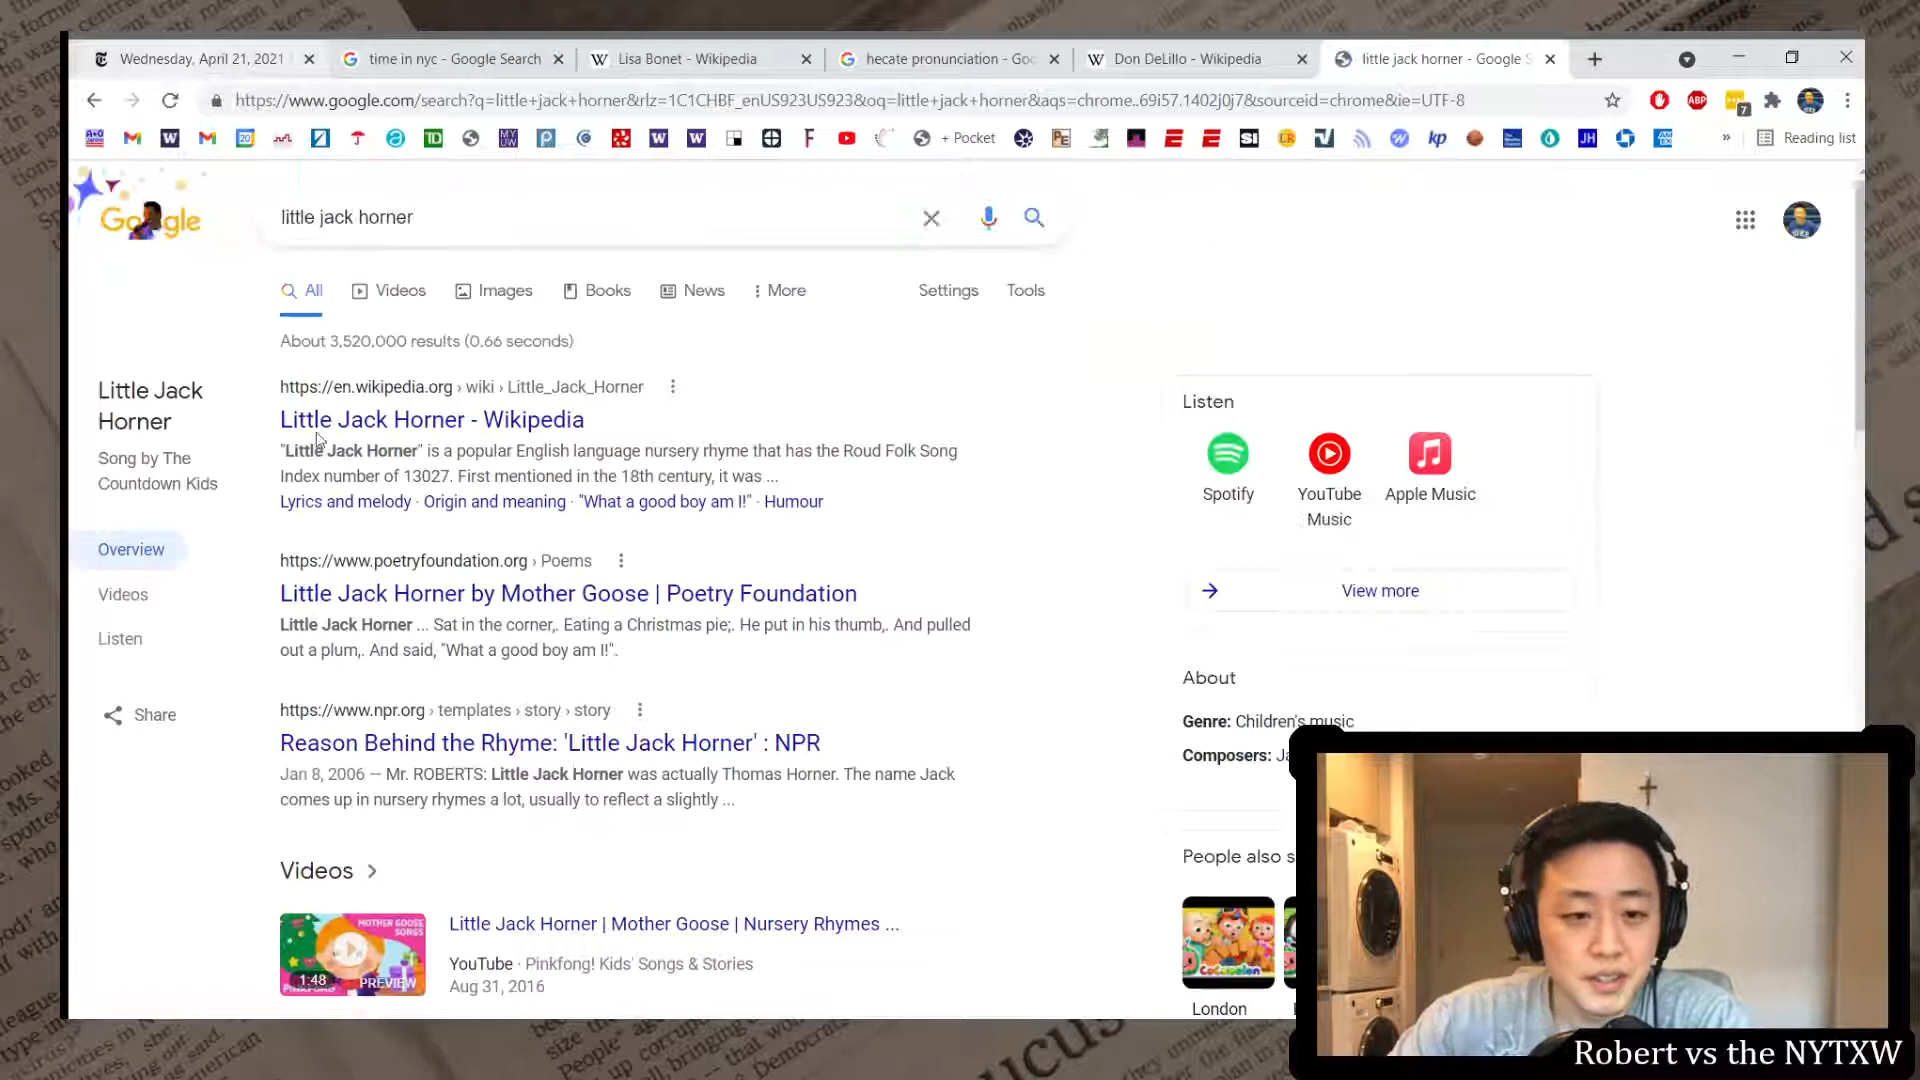 Wednesday, April 21, 2021
time in nyc - Google Search
Lisa Bonet - Wikipedia
hecate pronunciation - Goo
Don DeLillo - Wikipedia
little jack horner - Google S
https://www.google.com/search?q=little+jack+horner&rlz=1C1CHBF_enUS923US923&oq=little+jack+horner&aqs=chrome..69i57.1402j0j7&sourceid=chrome&ie=UTF-8
ABP
7
+ Pocket
Reading list
Google
little jack horner
All
Videos
Images
Books
News
More
Settings
Tools
About 3,520,000 results (0.66 seconds)
Little Jack
Horner
Song by The
Countdown Kids
Overview
Videos
Listen
Share
https://en.wikipedia.org › wiki › Little_Jack_Horner
Little Jack Horner - Wikipedia
"Little Jack Horner" is a popular English language nursery rhyme that has the Roud Folk Song
Index number of 13027. First mentioned in the 18th century, it was ...
Lyrics and melody · Origin and meaning · "What a good boy am I!" · Humour
https://www.poetryfoundation.org › Poems
Little Jack Horner by Mother Goose | Poetry Foundation
Little Jack Horner ... Sat in the corner,. Eating a Christmas pie;. He put in his thumb,. And pulled
out a plum,. And said, "What a good boy am I!".
https://www.npr.org › templates › story › story
Reason Behind the Rhyme: 'Little Jack Horner' : NPR
Jan 8, 2006 — Mr. ROBERTS: Little Jack Horner was actually Thomas Horner. The name Jack
comes up in nursery rhymes a lot, usually to reflect a slightly ...
Videos
MOTHER GOOSE
SONGS
1:48
PREVIEW
Little Jack Horner | Mother Goose | Nursery Rhymes ...
YouTube · Pinkfong! Kids' Songs & Stories
Aug 31, 2016
Listen
Spotify
YouTube
Music
Apple Music
View more
About
Genre: Children's music
Composers: Ja
People also s
CoComelon
London
Robert vs the NYTXW